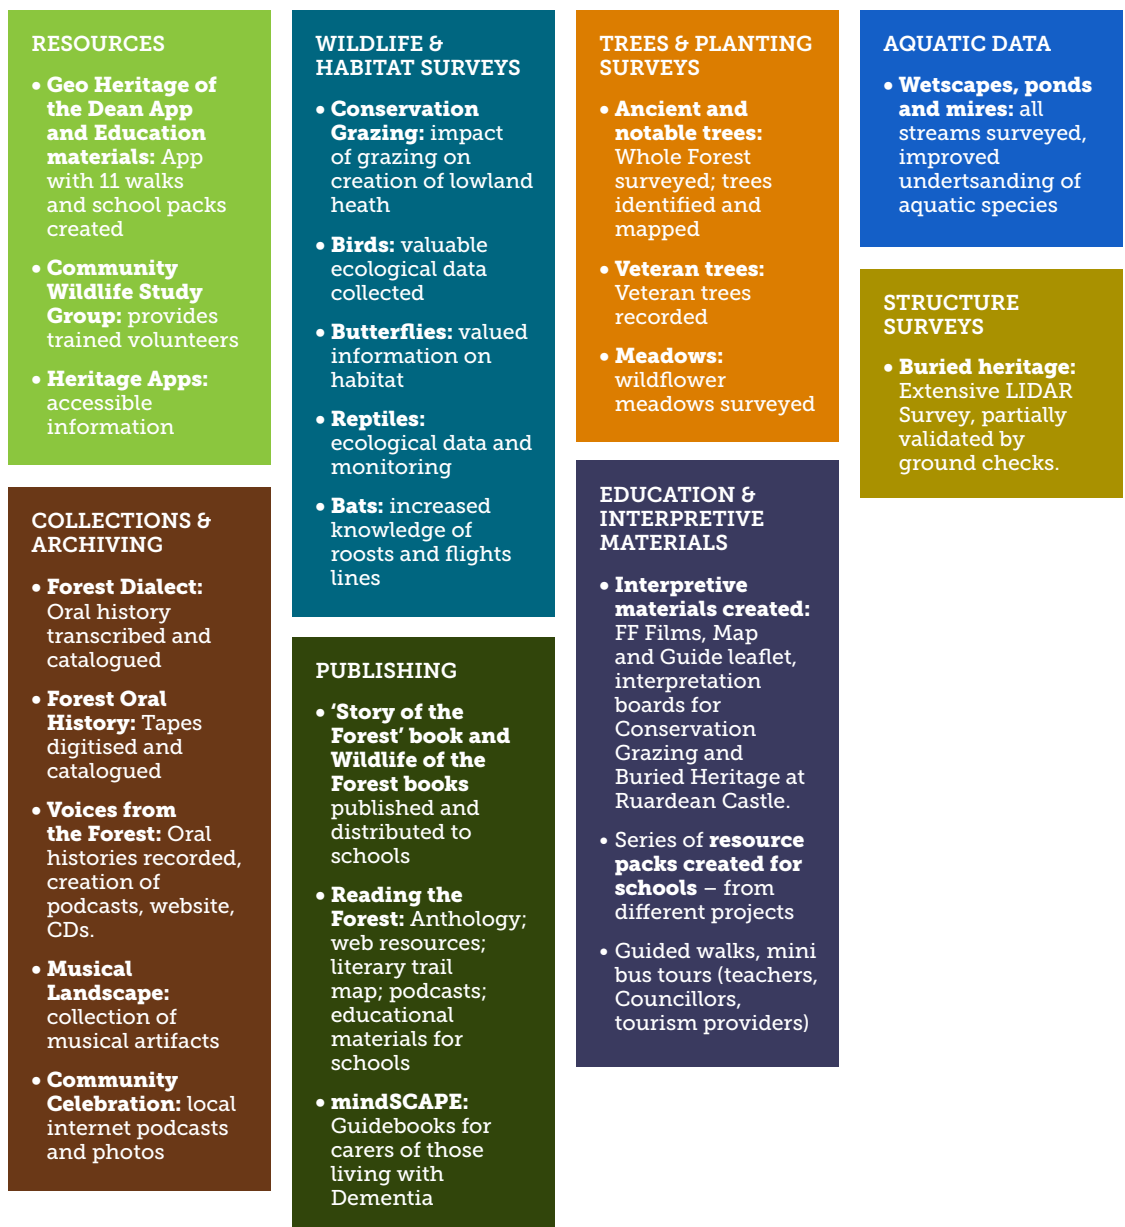 RESOURCES
• Geo Heritage of
the Dean App
and Education
materials: App
with 11 walks
and school packs
created
• Community
Wildlife Study
Group: provides
trained volunteers
• Heritage Apps:
accessible
information
COLLECTIONS &
ARCHIVING
• Forest Dialect:
Oral history
transcribed and
catalogued
• Forest Oral
History: Tapes
digitised and
catalogued
• Voices from
the Forest: Oral
histories recorded,
creation of
podcasts, website,
CDs.
• Musical
Landscape:
collection of
musical artifacts
• Community
Celebration: local
internet podcasts
and photos
WILDLIFE &
HABITAT SURVEYS
• Conservation
Grazing: impact
of grazing on
creation of lowland
heath
• Birds: valuable
ecological data
collected
• Butterflies: valued
information on
habitat
• Reptiles:
ecological data and
monitoring
• Bats: increased
knowledge of
roosts and flights
lines
PUBLISHING
• ‘Story of the
Forest’ book and
Wildlife of the
Forest books
published and
distributed to
schools
• Reading the
Forest: Anthology;
web resources;
literary trail
map; podcasts;
educational
materials for
schools
• mindSCAPE:
Guidebooks for
carers of those
living with
Dementia
TREES & PLANTING
SURVEYS
• Ancient and
notable trees:
Whole Forest
surveyed; trees
identified and
mapped
• Veteran trees:
Veteran trees
recorded
• Meadows:
wildflower
meadows surveyed
EDUCATION &
INTERPRETIVE
MATERIALS
• Interpretive
materials created:
FF Films, Map
and Guide leaflet,
interpretation
boards for
Conservation
Grazing and
Buried Heritage at
Ruardean Castle.
• Series of resource
packs created for
schools – from
different projects
• Guided walks, mini
bus tours (teachers,
Councillors,
tourism providers)
AQUATIC DATA
• Wetscapes, ponds
and mires: all
streams surveyed,
improved
undertsanding of
aquatic species
STRUCTURE
SURVEYS
• Buried heritage:
Extensive LIDAR
Survey, partially
validated by
ground checks.